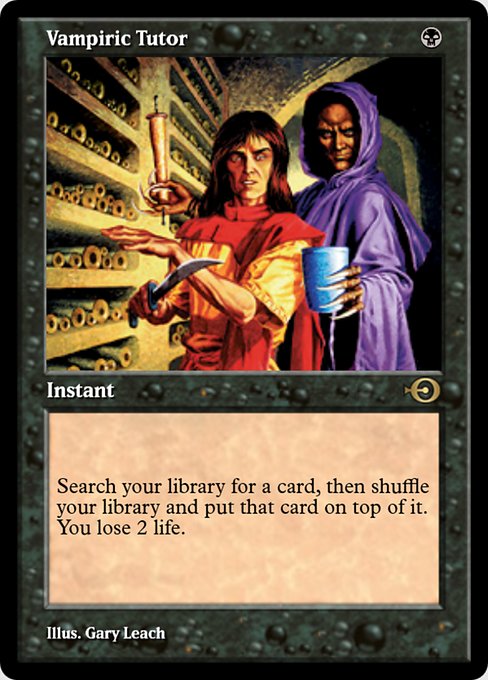 Vampiric Tutor
Instant
Search your library for a card, then shuffle
your library and put that card on top of it.
You lose 2 life.
Illus. Gary Leach